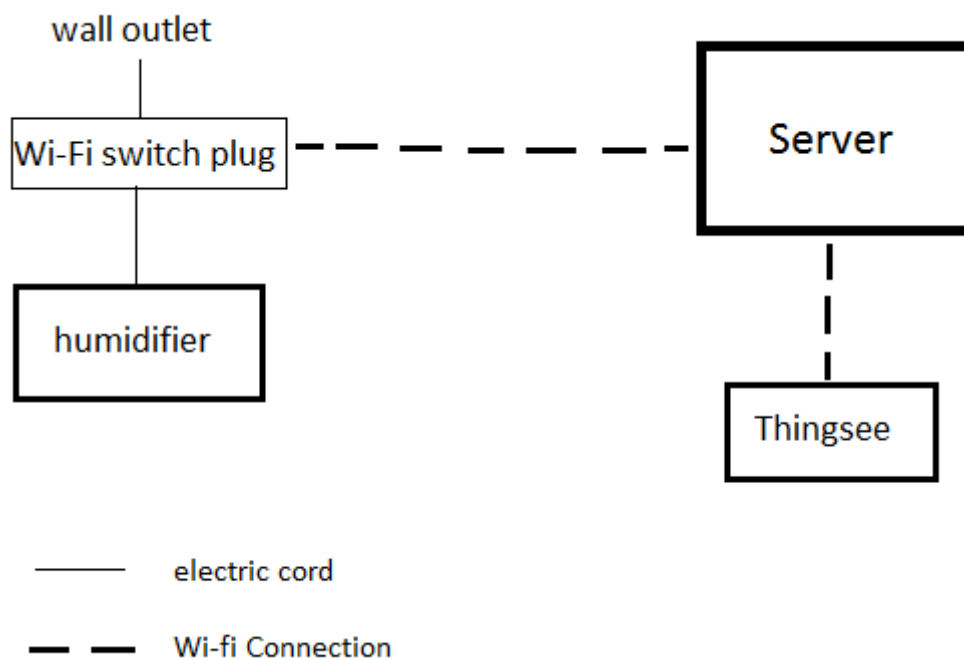 wall outlet
Wi-Fi switch plug
Server
humidifier
Thingsee
electric cord
Wi-fi Connection